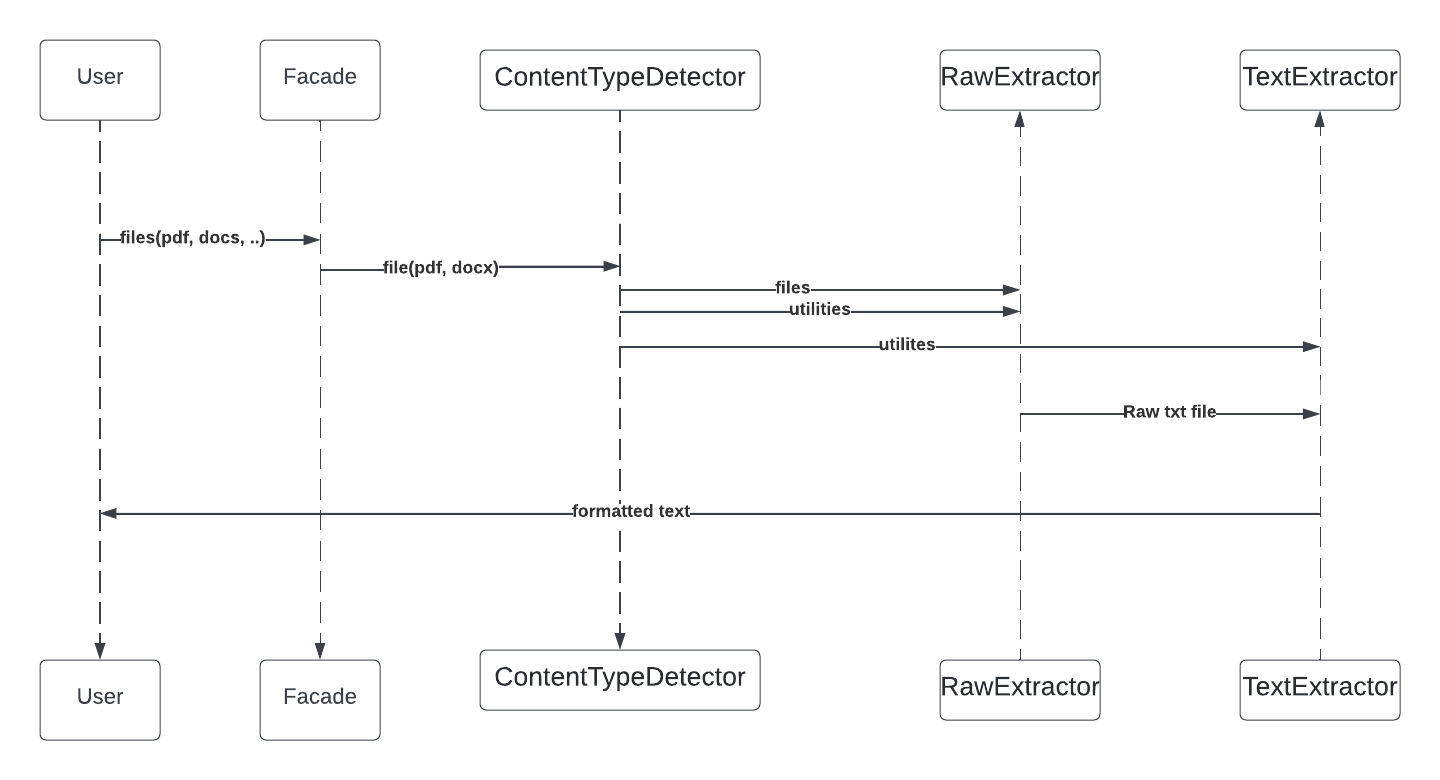 User
Facade
ContentTypeDetector
RawExtractor
TextExtractor
files(pdf, docs, ..)
file(pdf, docx)
files
utilities
utilites
Raw txt file
formatted text
User
Facade
ContentTypeDetector
RawExtractor
TextExtractor